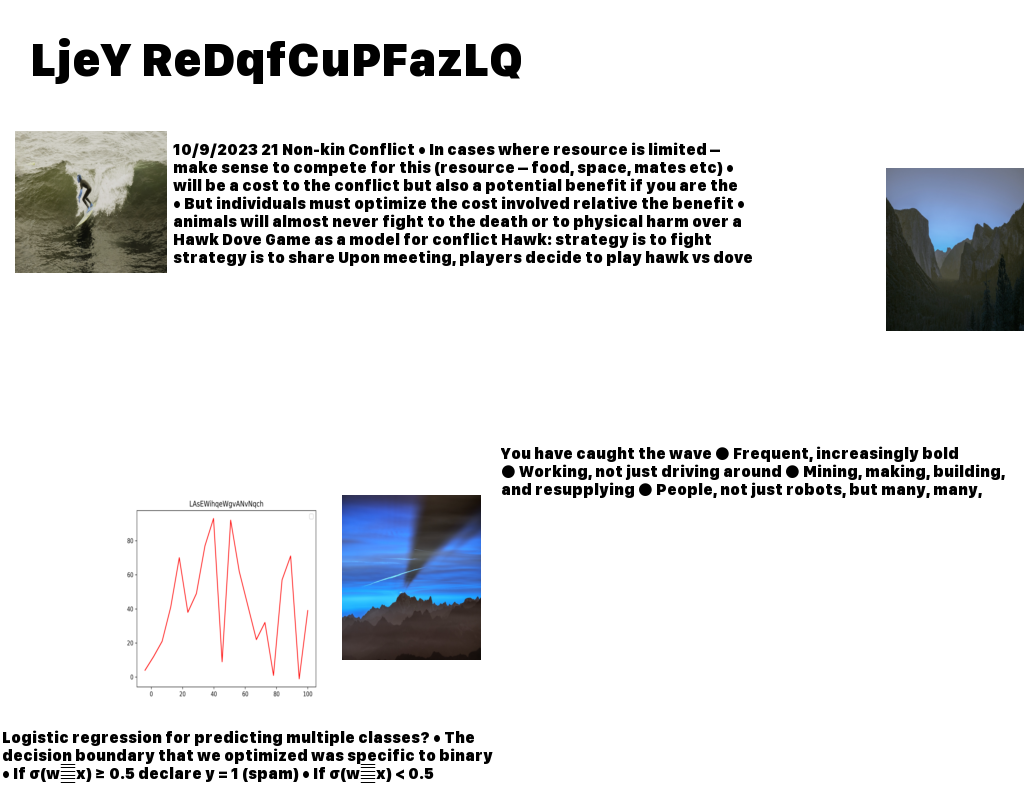 LjeY ReDqfCuPFazLQ
10/9/2023 21 Non-kin Conflict • In cases where resource is limited –
make sense to compete for this (resource – food, space, mates etc) •
will be a cost to the conflict but also a potential benefit if you are the
• But individuals must optimize the cost involved relative the benefit •
animals will almost never fight to the death or to physical harm over a
Hawk Dove Game as a model for conflict Hawk: strategy is to fight
strategy is to share Upon meeting, players decide to play hawk vs dove
You have caught the wave ● Frequent, increasingly bold
● Working, not just driving around ● Mining, making, building,
and resupplying ● People, not just robots, but many, many,
LAsEWihqeWgvANvNqch
80
60
40
20
0
0 20 40 60 80 100
Logistic regression for predicting multiple classes? • The
decision boundary that we optimized was specific to binary
• If σ(w x) ≥ 0.5 declare y = 1 (spam) • If σ(w x) < 0.5